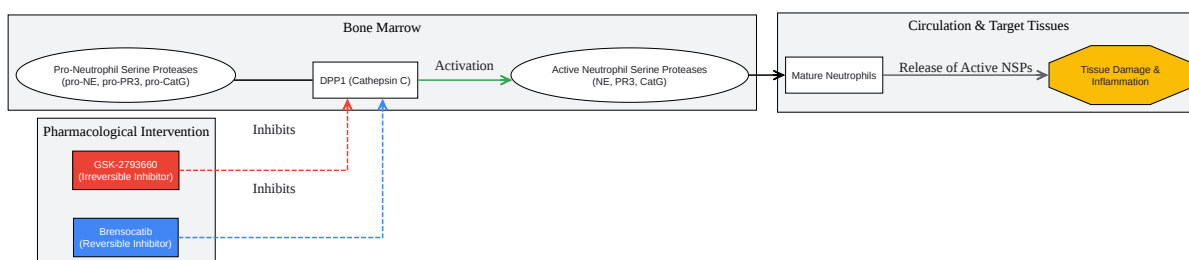 Bone Marrow
Pro-Neutrophil Serine Proteases
(pro-NE, pro-PR3, pro-CatG)
DPP1 (Cathepsin C)
Activation
Active Neutrophil Serine Proteases
(NE, PR3, CatG)
Circulation & Target Tissues
Mature Neutrophils
Release of Active NSPs
Tissue Damage &
Inflammation
Pharmacological Intervention
GSK-2793660
(Irreversible Inhibitor)
Inhibits
Inhibits
Brensocatib
(Reversible Inhibitor)